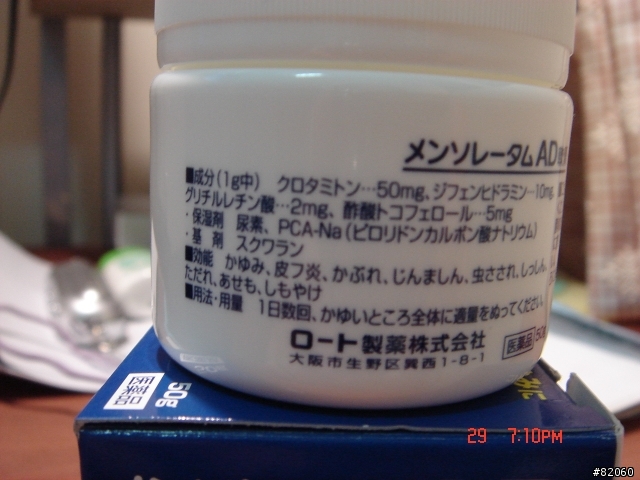 メンソレータムAD
■成分(1g中) クロタミトン…50mg、ジフェンヒドラミン…10mg、
グリチルレチン酸…2mg、酢酸トコフェロール…5mg
・保湿剤 尿素、PCA-Na(ピロリドンカルボン酸ナトリウム)
・基 剤 スクワラン
■効能 かゆみ、皮フ炎、かぶれ、じんましん、虫さされ、しっしん、
ただれ、あせも、しもやけ
■用法・用量 1日数回、かゆいところ全体に適量をぬってください。
ロート製薬株式会社
医薬品 50
大阪市生野区巽西1-8-1
医薬品
50g
29 7:10PM
#82060